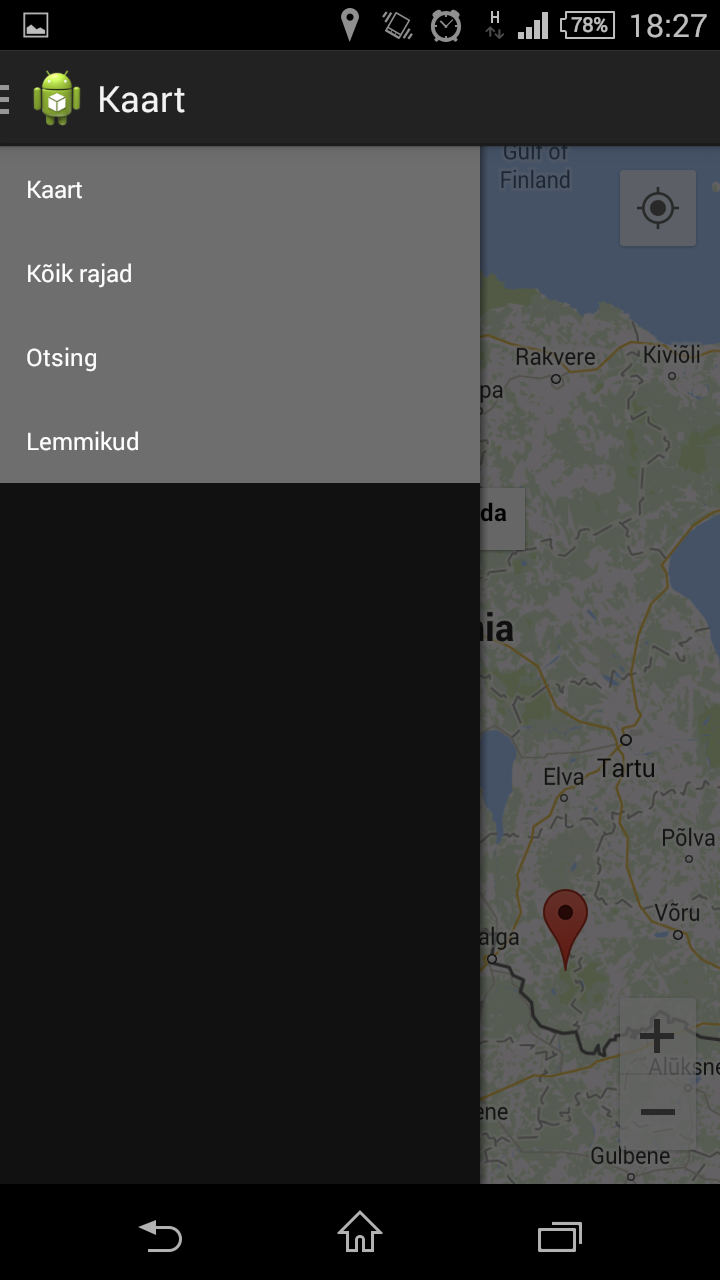 H 78% 18:27
Kaart
Kaart
Kõik rajad
Otsing
Lemmikud
Gulf of
Finland
Rakvere
Kiviõli
pa
da
nia
Tartu
Elva
Põlva
Võru
alga
Alūksne
ene
Gulbene